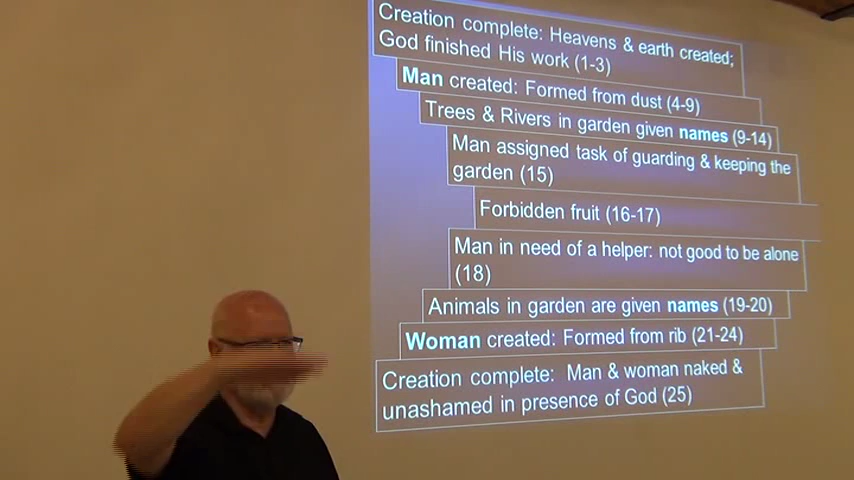 Creation complete: Heavens & earth created;
God finished His work (1-3)
Man created: Formed from dust (4-9)
Trees & Rivers in garden given names (9-14)
Man assigned task of guarding & keeping the
garden (15)
Forbidden fruit (16-17)
Man in need of a helper: not good to be alone
(18)
Animals in garden are given names (19-20)
Woman created: Formed from rib (21-24)
Creation complete: Man & woman naked &
unashamed in presence of God (25)